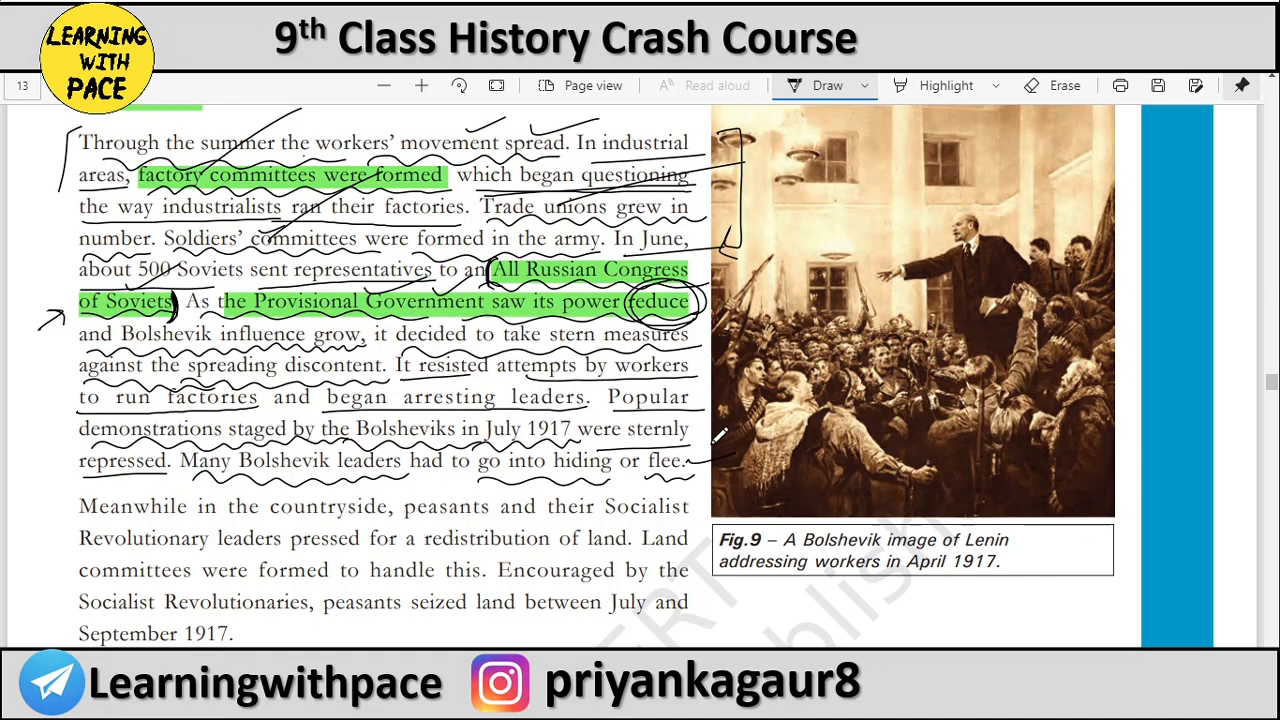 LEARNING
WITH
PACE
9th Class History Crash Course
13
Page view
Read aloud
Draw
Highlight
Erase
Through the summer the workers' movement spread. In industrial
areas, factory committees were formed which began questioning
the way industrialists ran their factories. Trade unions grew in
number. Soldiers' committees were formed in the army. In June,
about 500 Soviets sent representatives to an All Russian Congress
of Soviets. As the Provisional Government saw its power reduce
and Bolshevik influence grow, it decided to take stern measures
against the spreading discontent. It resisted attempts by workers
to run factories and began arresting leaders. Popular
demonstrations staged by the Bolsheviks in July 1917 were sternly
repressed. Many Bolshevik leaders had to go into hiding or flee.
Meanwhile in the countryside, peasants and their Socialist
Revolutionary leaders pressed for a redistribution of land. Land
committees were formed to handle this. Encouraged by the
Socialist Revolutionaries, peasants seized land between July and
September 1917.
Fig.9 – A Bolshevik image of Lenin
addressing workers in April 1917.
Learningwithpace
priyankagaur8